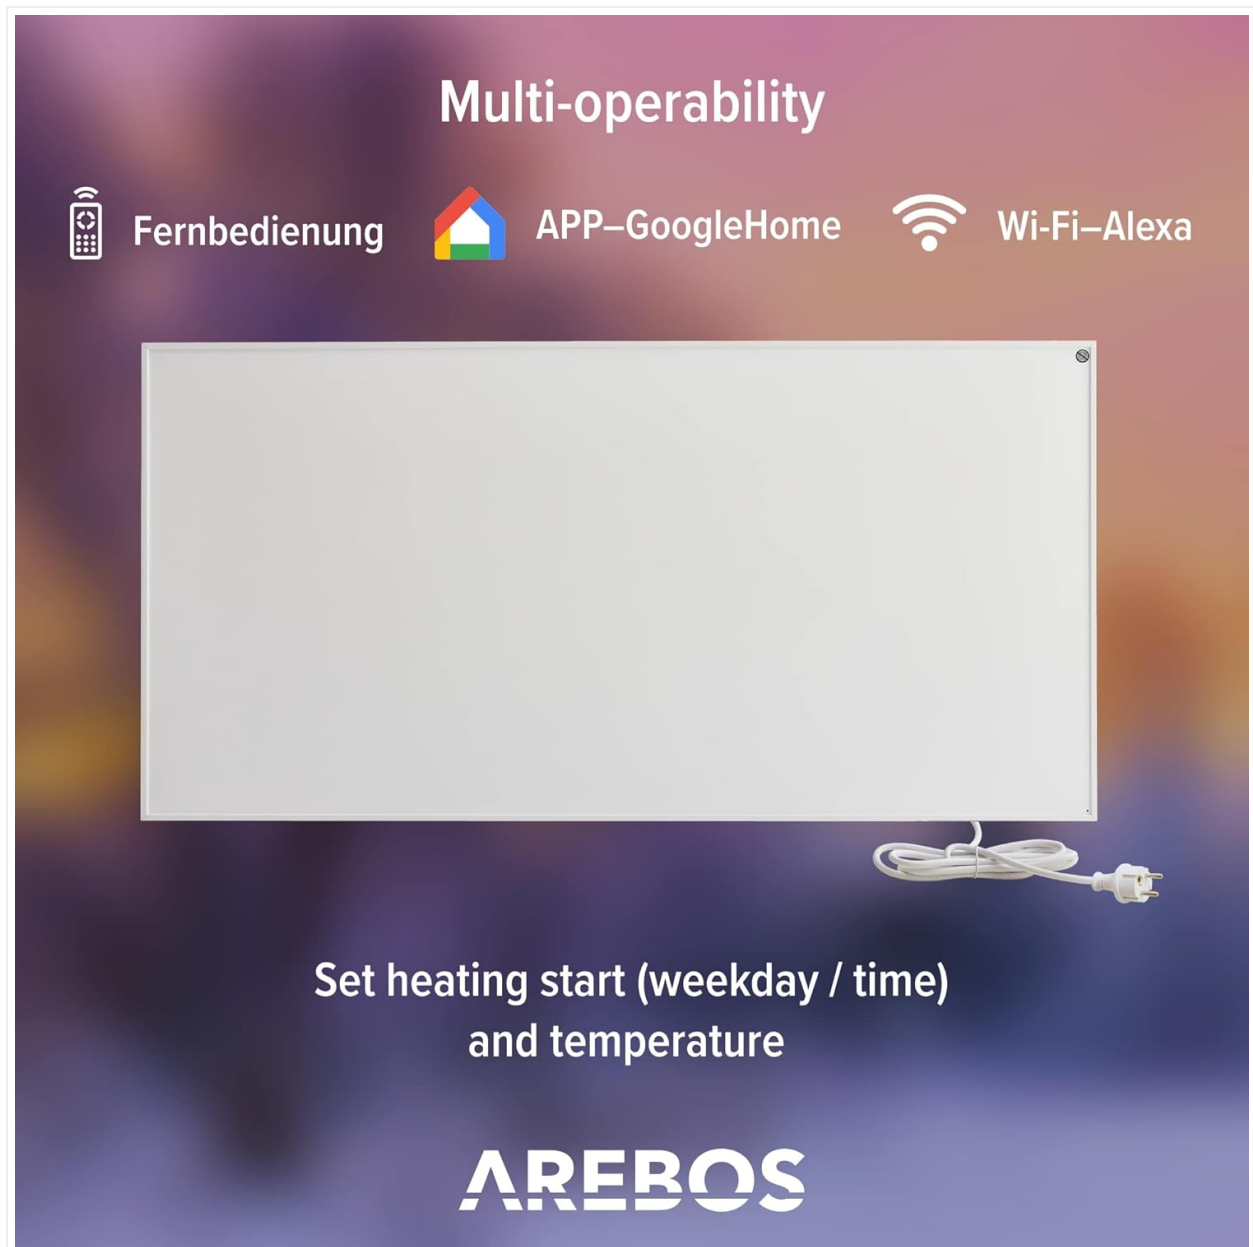 Multi-operability
Fernbedienung
APP–GoogleHome
Wi-Fi–Alexa
Set heating start (weekday / time)
and temperature
AREBOS